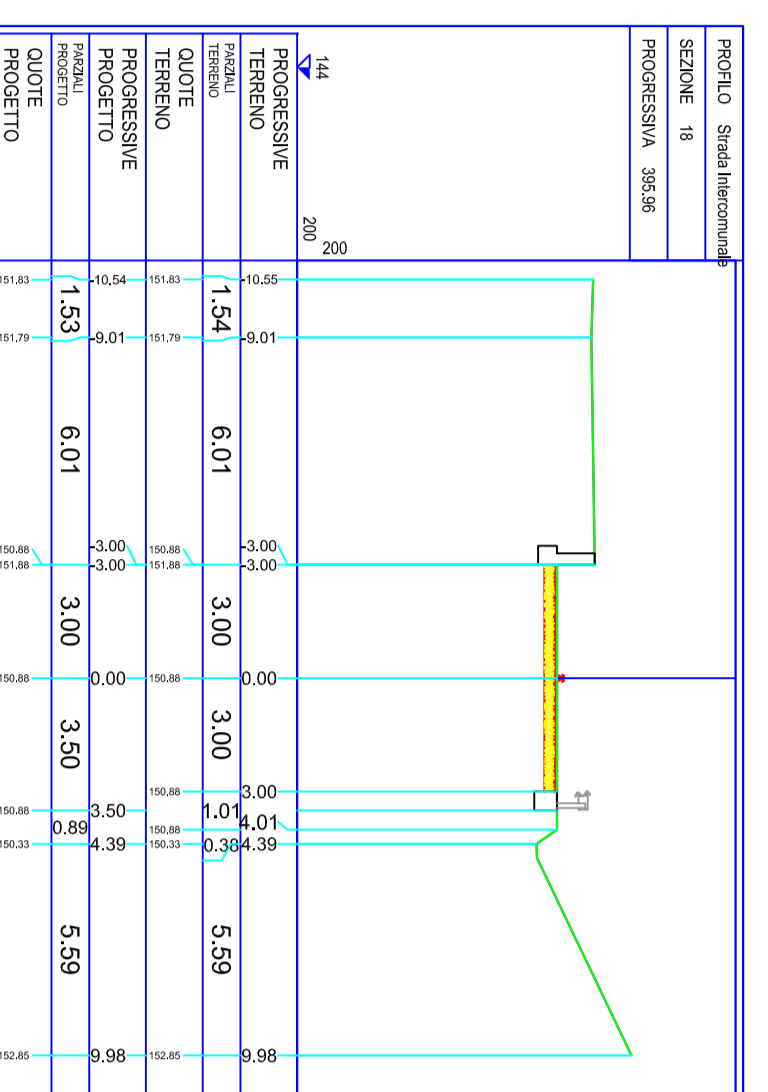 PROFILO Strada Intercomunale
SEZIONE 18
PROGRESSIVA 395.96
200
200
144
PROGRESSIVE TERRENO
-10.55 -9.01 -3.00 -3.00 0.00 3.00 4.01 4.39 9.98
PARZIALI TERRENO
1.54 6.01 3.00 3.00 1.01 0.38 5.59
QUOTE TERRENO
151.83 151.79 150.88 151.88 150.88 150.88 150.88 150.33 152.85
PROGRESSIVE PROGETTO
-10.54 -9.01 -3.00 -3.00 0.00 3.50 4.39 9.98
PARZIALI PROGETTO
1.53 6.01 3.00 3.50 0.89 5.59
QUOTE PROGETTO
151.83 151.79 150.88 151.88 150.88 150.88 150.33 152.85